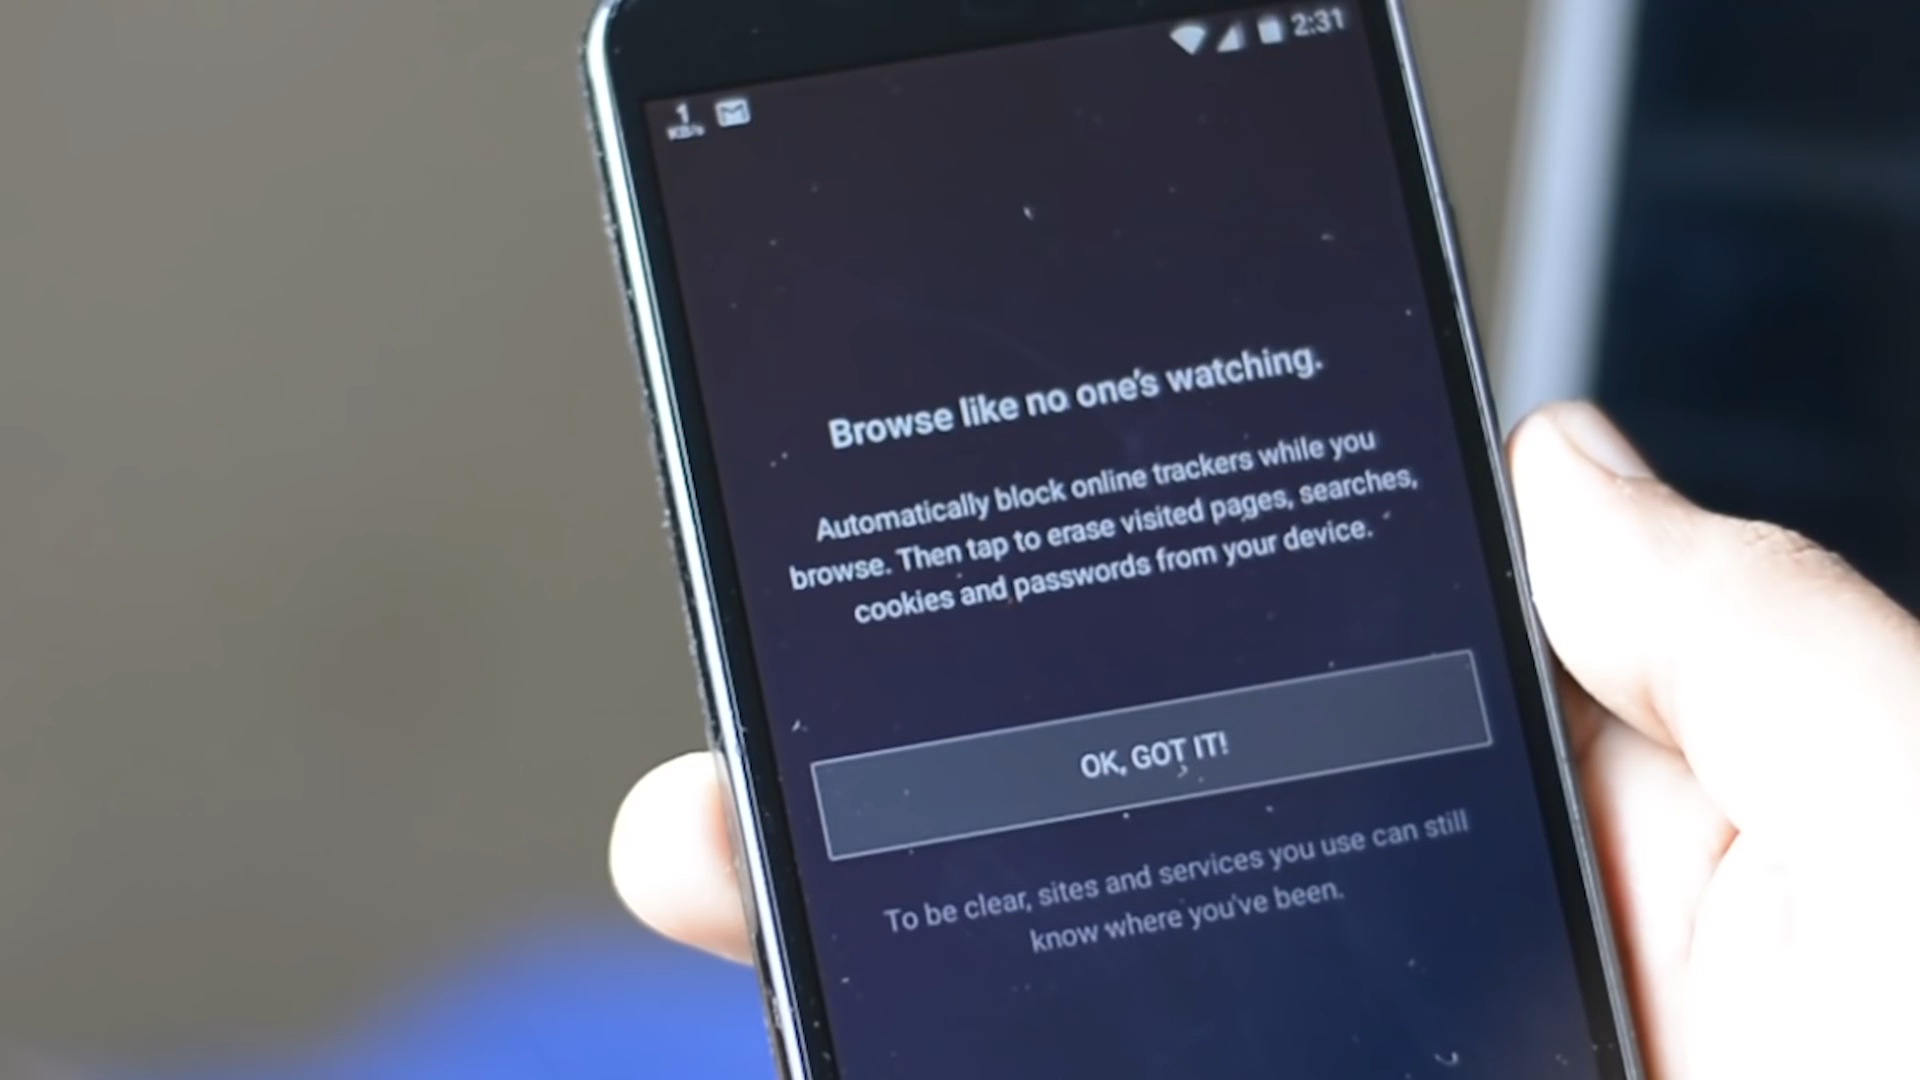 2:31
1
KB/s
Browse like no one's watching.
Automatically block online trackers while you
browse. Then tap to erase visited pages, searches,
cookies and passwords from your device.
OK, GOT IT!
To be clear, sites and services you use can still
know where you've been.